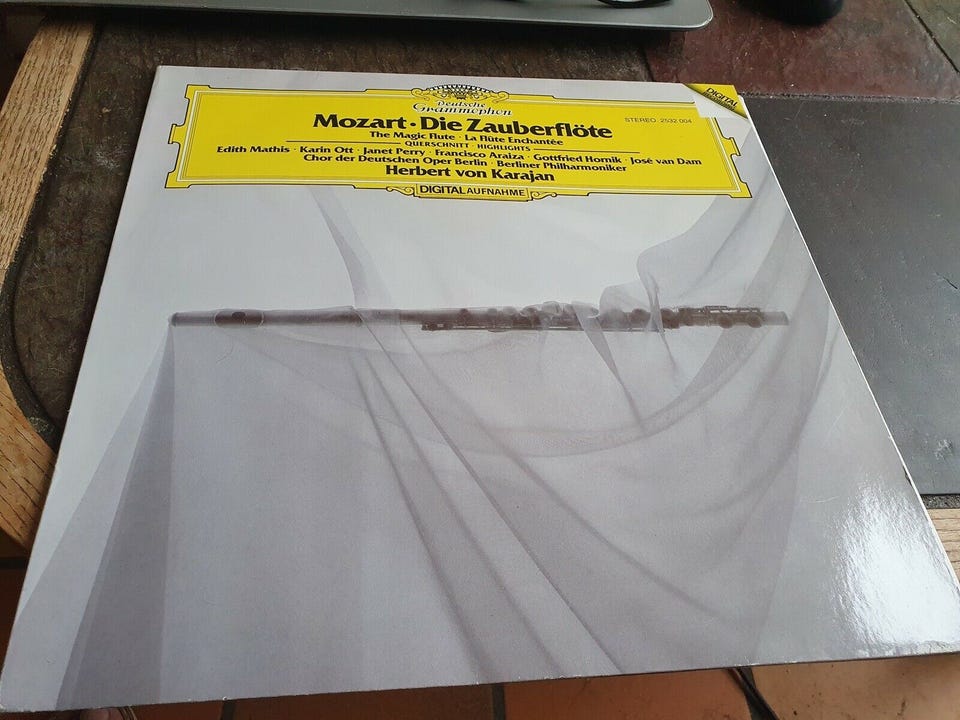 Deutsche
Grammophon
DIGITAL
STEREO 2532 004
Mozart · Die Zauberflöte
The Magic Flute · La Flûte Enchantée
QUERSCHNITT · HIGHLIGHTS
Edith Mathis · Karin Ott · Janet Perry · Francisco Araiza · Gottfried Hornik · José van Dam
Chor der Deutschen Oper Berlin · Berliner Philharmoniker
Herbert von Karajan
DIGITAL AUFNAHME